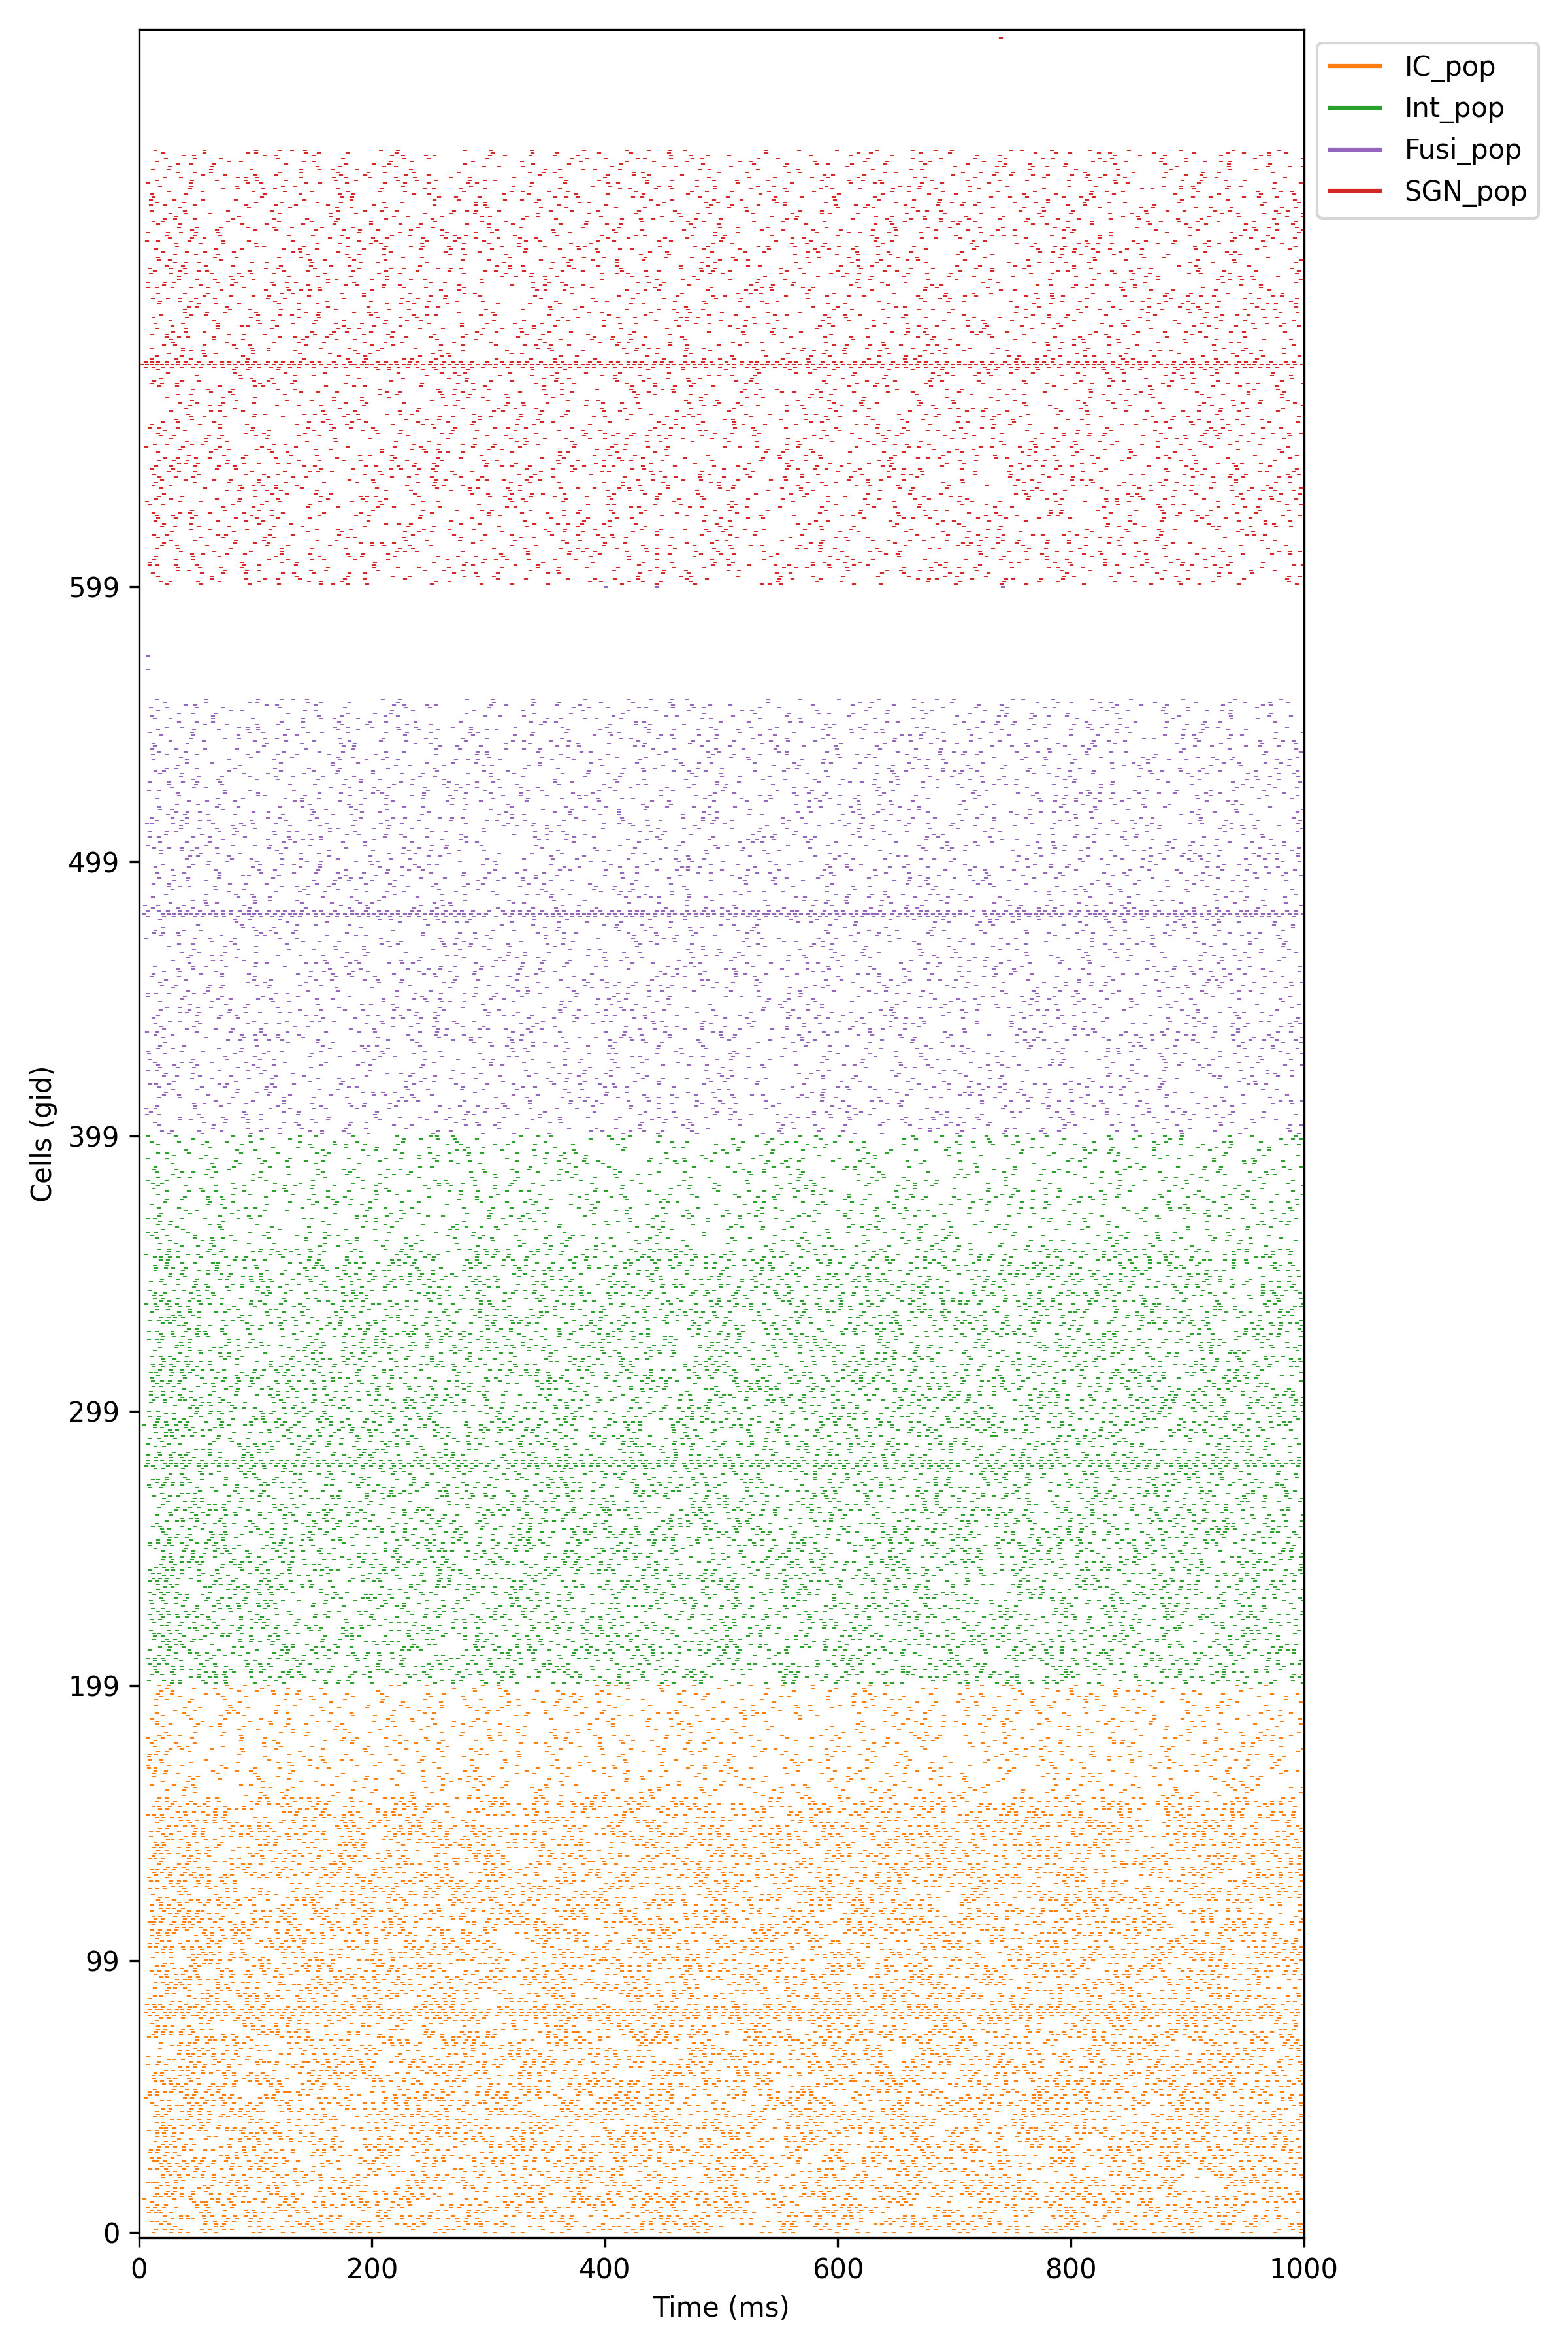 IC_pop
Int_pop
Fusi_pop
SGN_pop
Cells (gid)
599
499
399
299
199
99
0
0 200 400 600 800 1000
Time (ms)